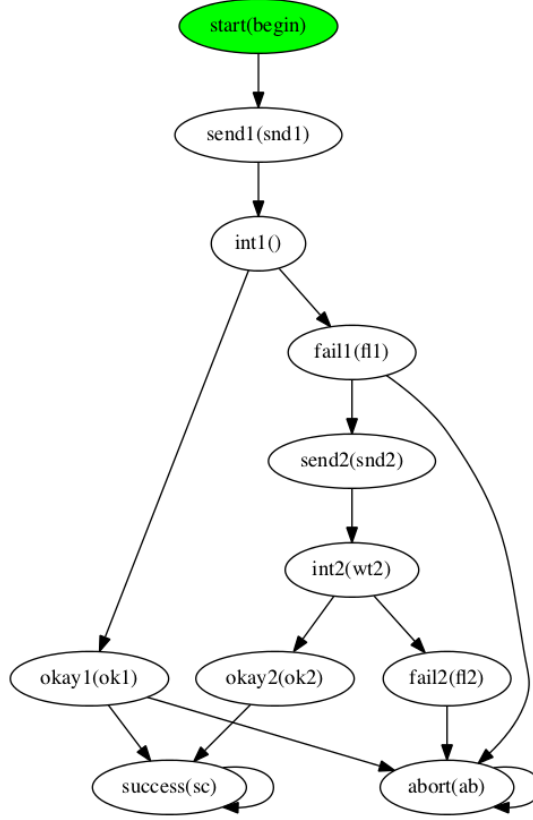 start(begin)
send1(snd1)
int1()
fail1(fl1)
send2(snd2)
int2(wt2)
okay1(ok1)
okay2(ok2)
fail2(fl2)
success(sc)
abort(ab)